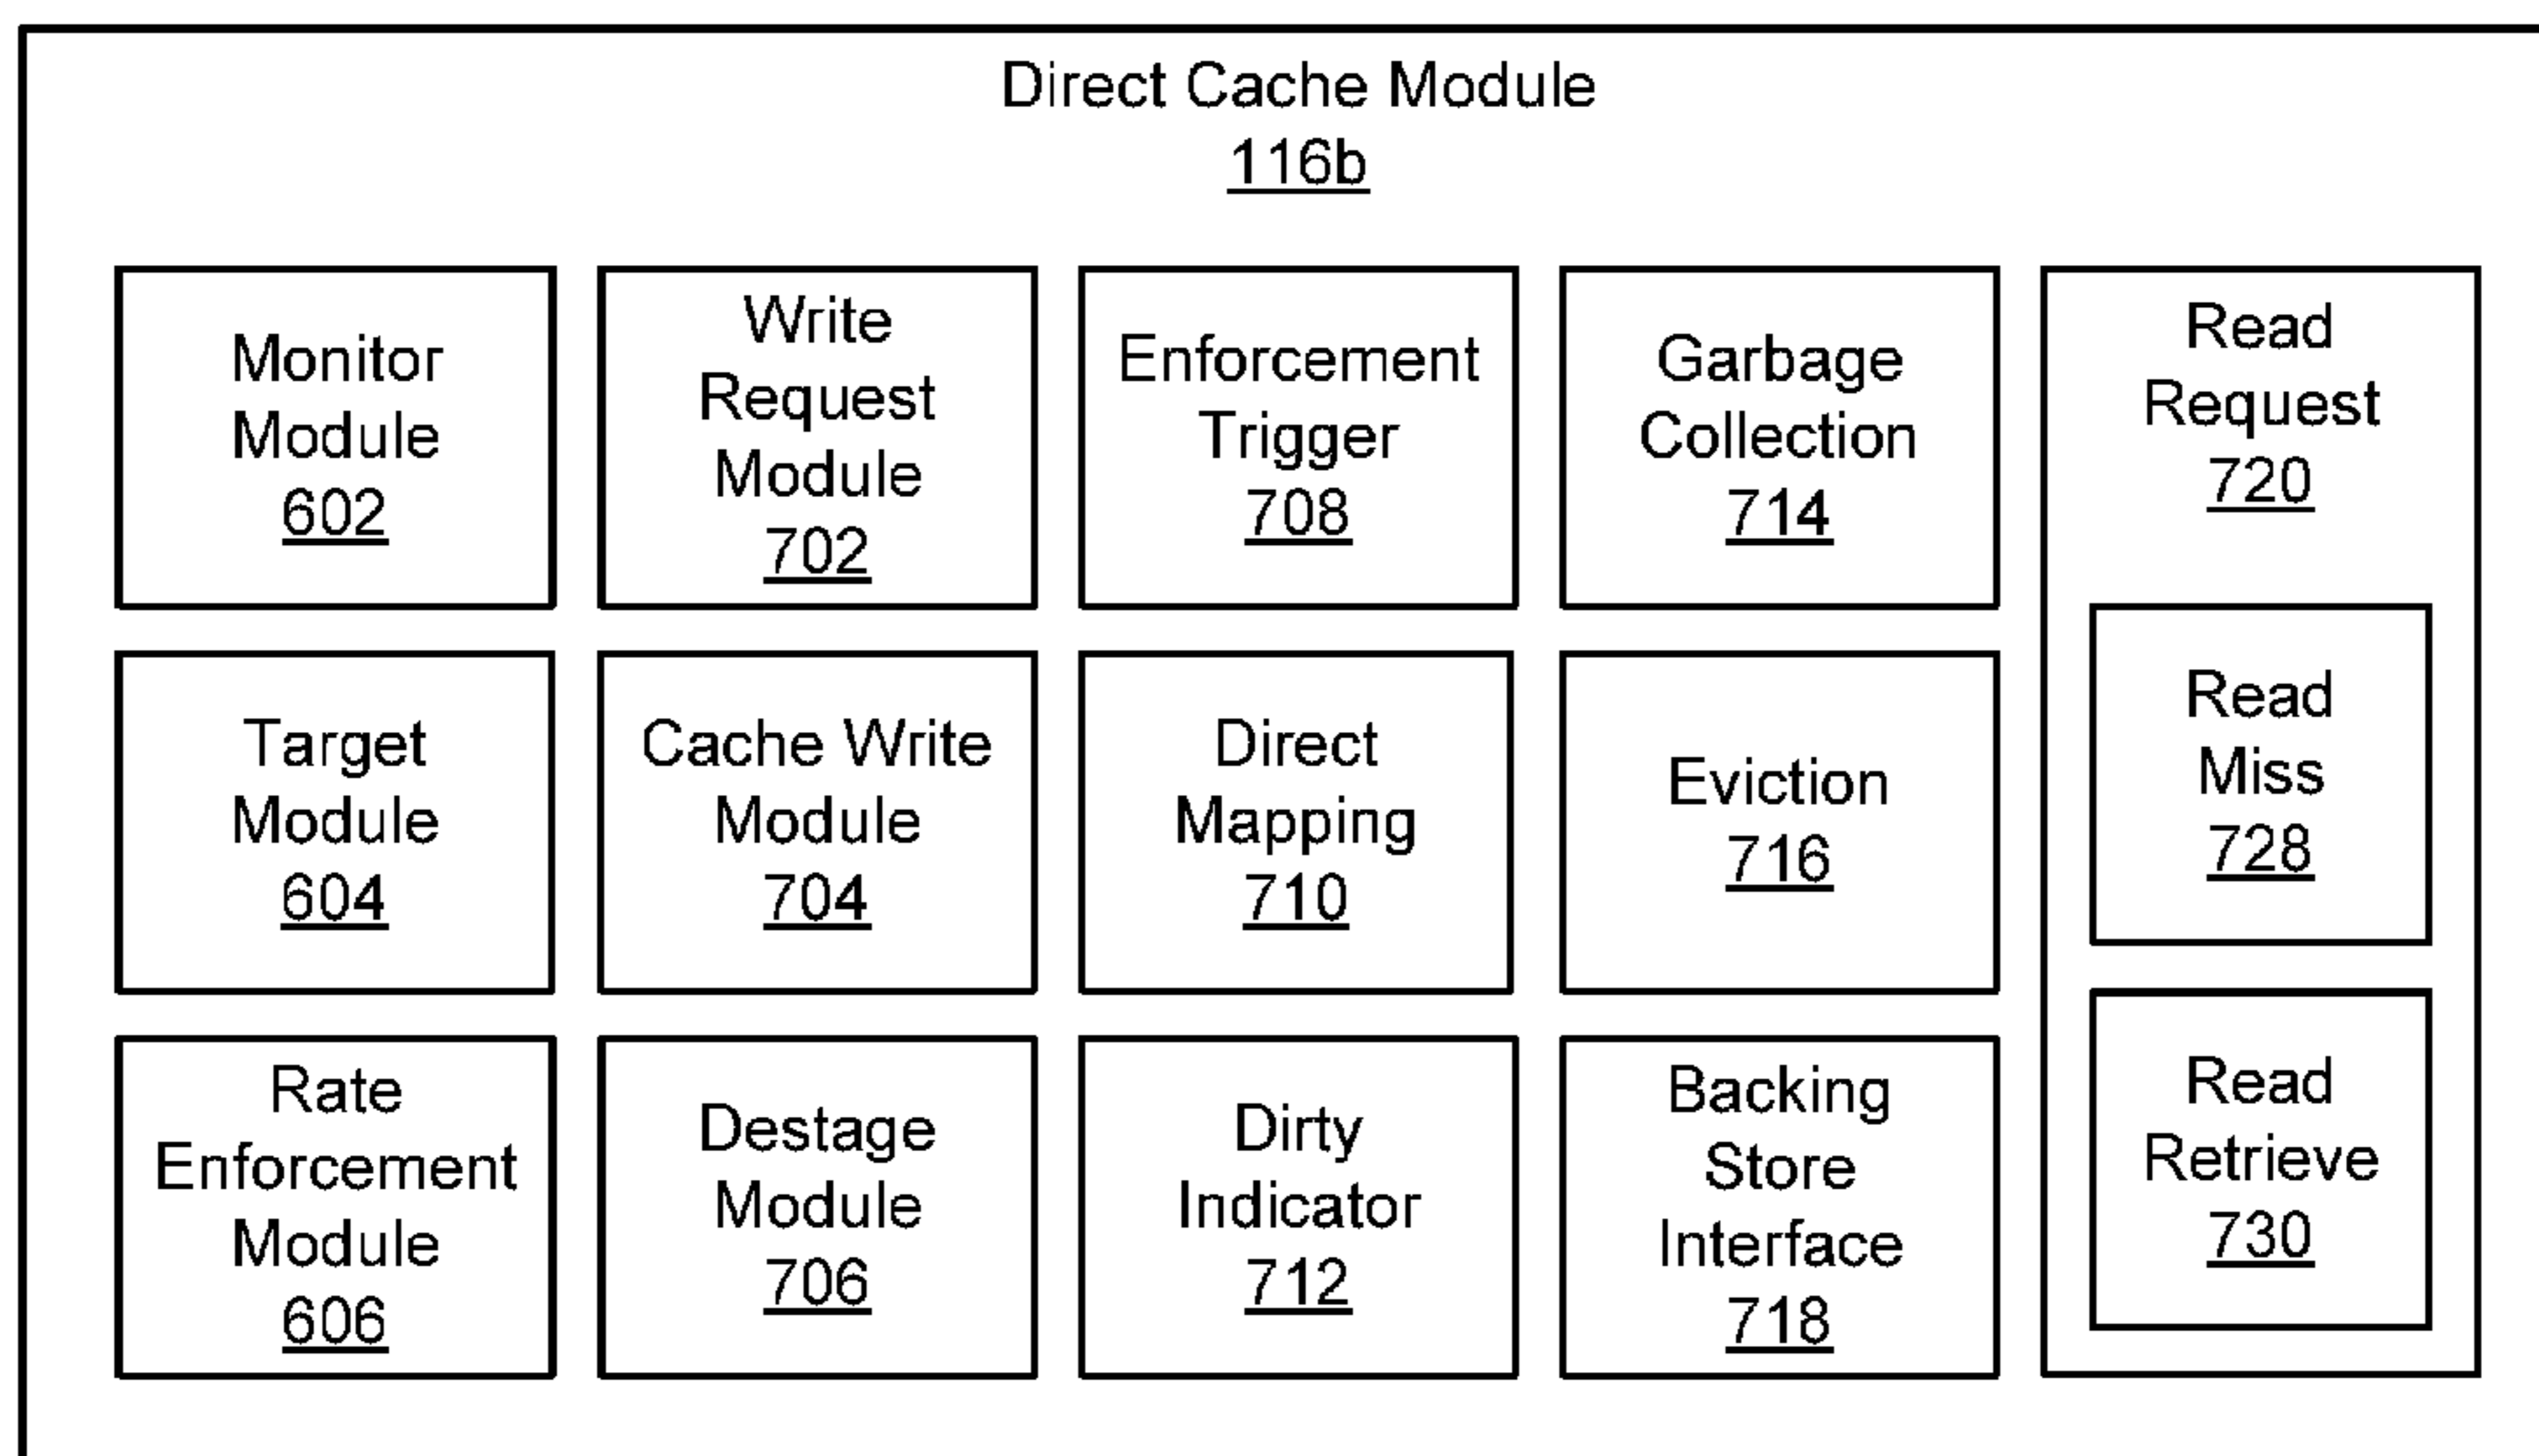 Direct Cache Module
116b
Monitor
Module
602
Write
Request
Module
702
Enforcement
Trigger
708
Garbage
Collection
714
Read
Request
720
Target
Module
604
Cache Write
Module
704
Direct
Mapping
710
Eviction
716
Read
Miss
728
Rate
Enforcement
Module
606
Destage
Module
706
Dirty
Indicator
712
Backing
Store
Interface
718
Read
Retrieve
730